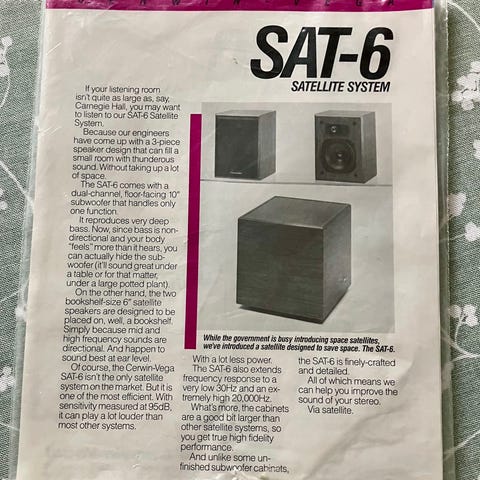 SAT-6
SATELLITE SYSTEM
If your listening room
isn't quite as large as, say,
Carnegie Hall, you may want
to listen to our SAT-6 Satellite
System.
Because our engineers
have come up with a 3-piece
speaker design that can fill a
small room with thunderous
sound. Without taking up a lot
of space.
The SAT-6 comes with a
dual-channel, floor-facing 10"
subwoofer that handles only
one function.
It reproduces very deep
bass. Now, since bass is non-
directional and your body
"feels" more than it hears, you
can actually hide the sub-
woofer (it'll sound great under
a table or for that matter,
under a large potted plant).
On the other hand, the two
bookshelf-size 6" satellite
speakers are designed to be
placed on, well, a bookshelf.
Simply because mid and
high frequency sounds are
directional. And happen to
sound best at ear level.
Of course, the Cerwin-Vega
SAT-6 isn't the only satellite
system on the market. But it is
one of the most efficient. With
sensitivity measured at 95dB,
it can play a lot louder than
most other systems.
While the government is busy introducing space satellites,
we've introduced a satellite designed to save space. The SAT-6.
With a lot less power.
The SAT-6 also extends
frequency response to a
very low 30Hz and an ex-
tremely high 20,000Hz.
What's more, the cabinets
are a good bit larger than
other satellite systems, so
you get true high fidelity
performance.
And unlike some un-
finished subwoofer cabinets,
the SAT-6 is finely-crafted
and detailed.
All of which means we
can help you improve the
sound of your stereo.
Via satellite.